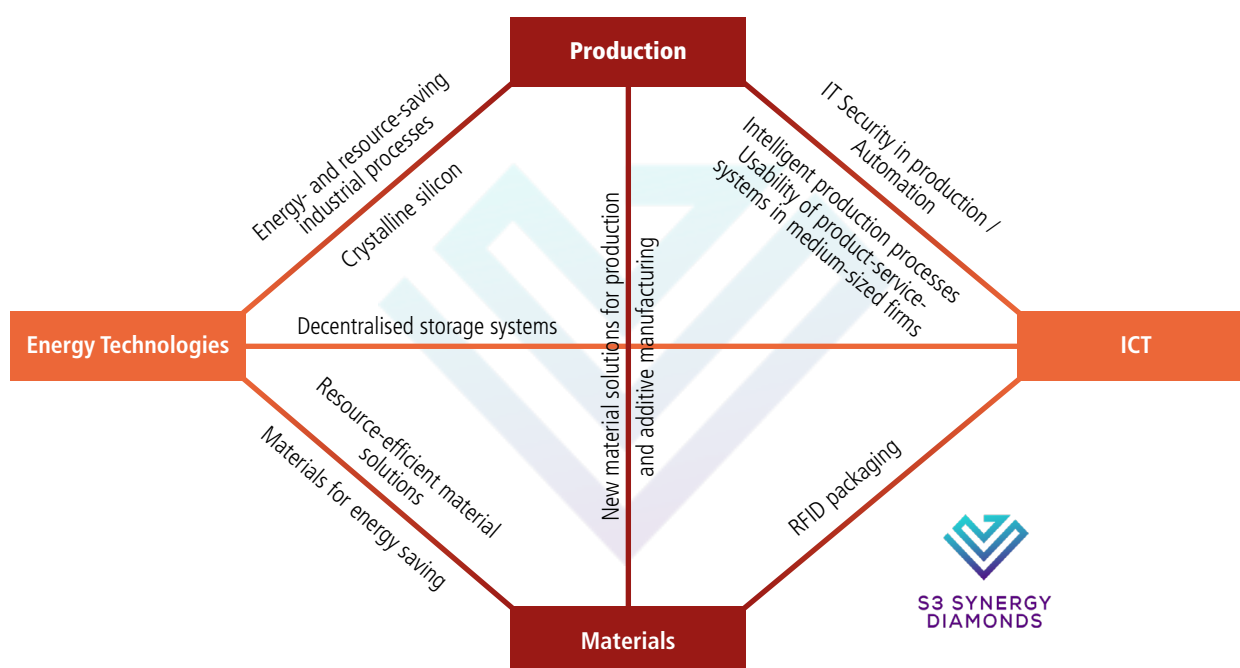 Production
Energy- and resource-saving
industrial processes
Crystalline silicon
IT Security in production /
Automation
Intelligent production processes
Usability of product-service-
systems in medium-sized firms
New material solutions for production
and additive manufacturing
Decentralised storage systems
Energy Technologies
ICT
Resource-efficient material
solutions
Materials for energy saving
RFID packaging
S3 SYNERGY
DIAMONDS
Materials